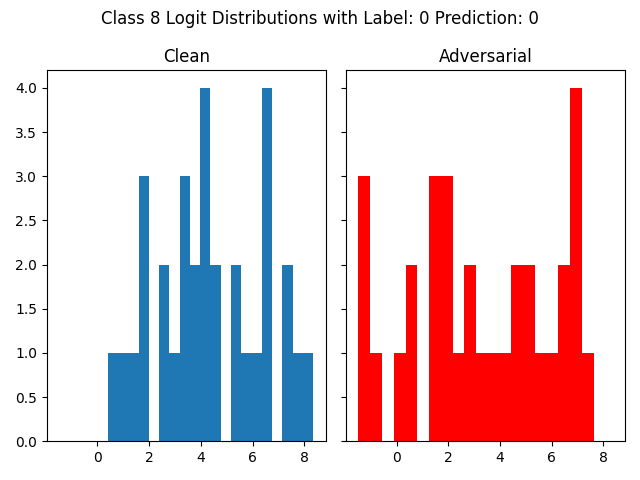 Class 8 Logit Distributions with Label: 0 Prediction: 0
Clean
Adversarial
4.0
3.5
3.0
2.5
2.0
1.5
1.0
0.5
0.0
0 2 4 6 8
0 2 4 6 8